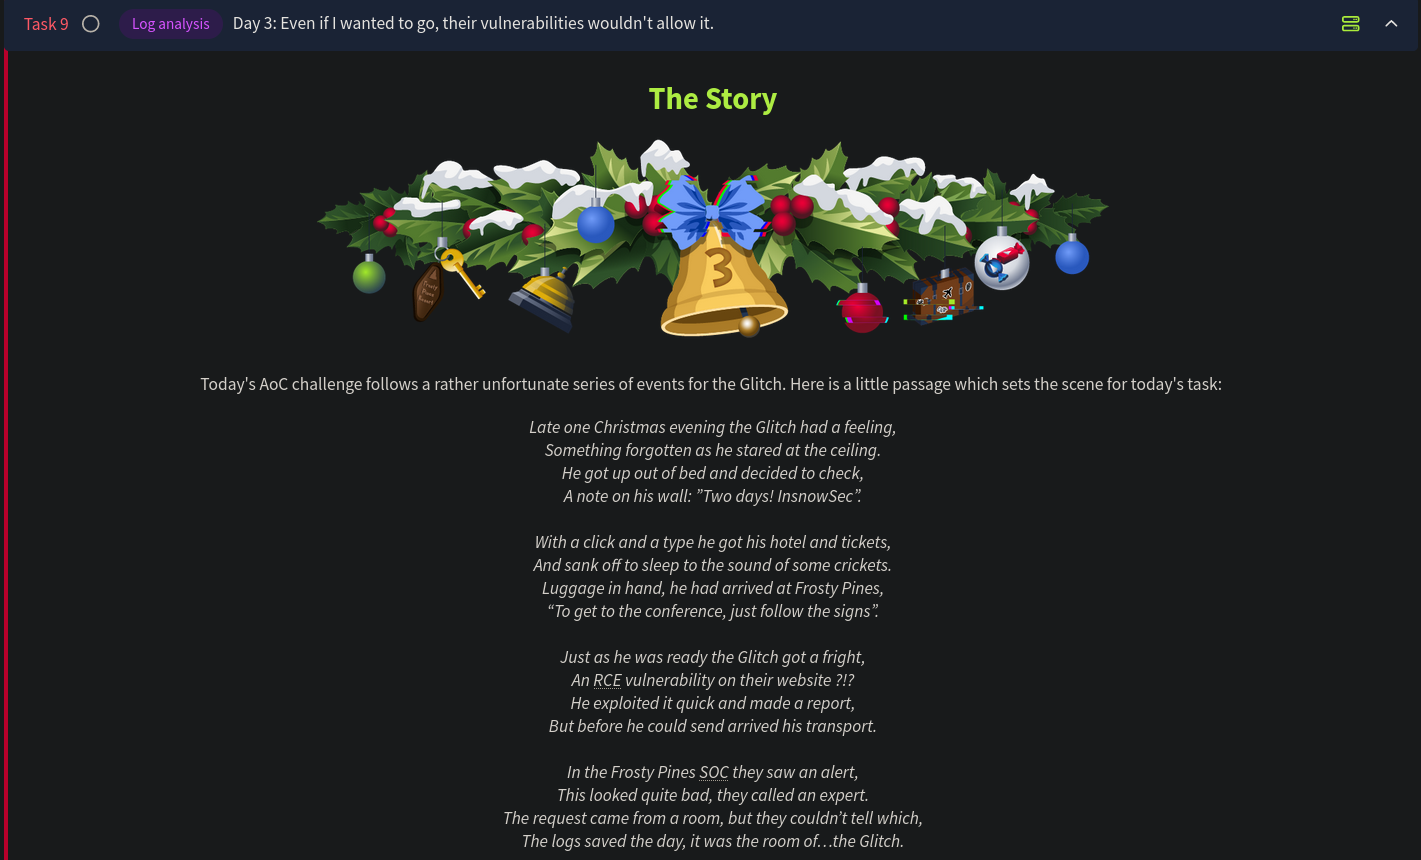 Task 9
Log analysis
Day 3: Even if I wanted to go, their vulnerabilities wouldn't allow it.
The Story
3
Today's AoC challenge follows a rather unfortunate series of events for the Glitch. Here is a little passage which sets the scene for today's task:
Late one Christmas evening the Glitch had a feeling,
Something forgotten as he stared at the ceiling.
He got up out of bed and decided to check,
A note on his wall: ”Two days! InsnowSec”.
With a click and a type he got his hotel and tickets,
And sank off to sleep to the sound of some crickets.
Luggage in hand, he had arrived at Frosty Pines,
“To get to the conference, just follow the signs”.
Just as he was ready the Glitch got a fright,
An RCE vulnerability on their website ?!?
He exploited it quick and made a report,
But before he could send arrived his transport.
In the Frosty Pines SOC they saw an alert,
This looked quite bad, they called an expert.
The request came from a room, but they couldn’t tell which,
The logs saved the day, it was the room of…the Glitch.